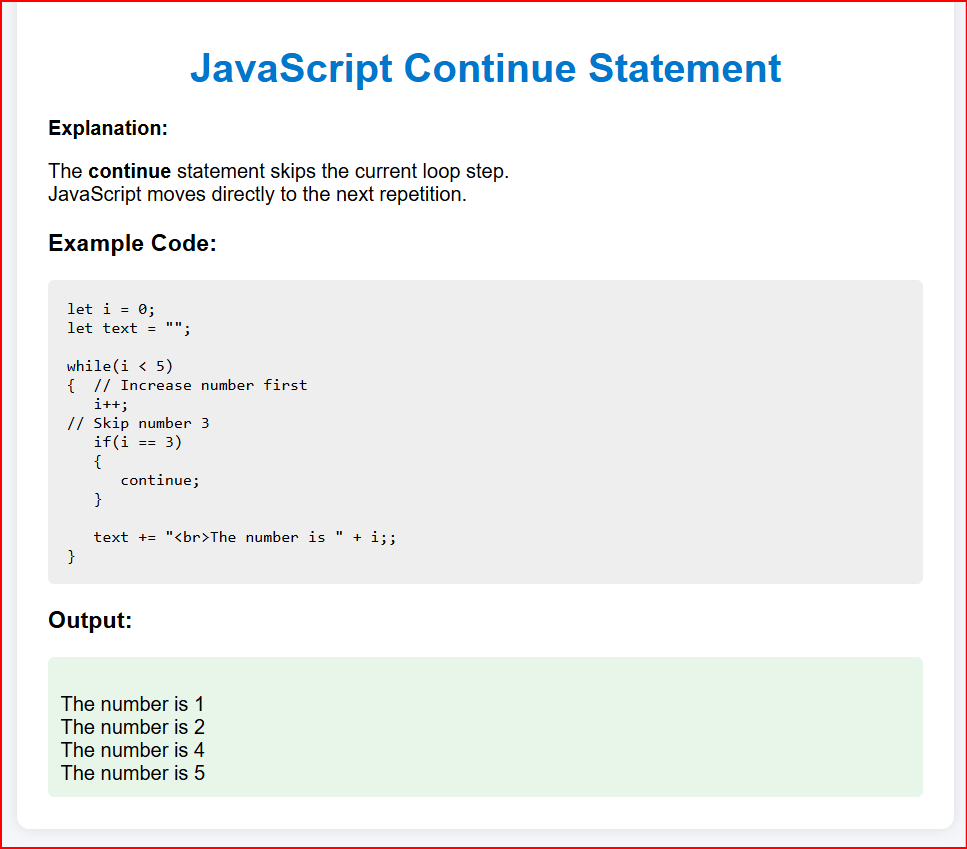 JavaScript Continue Statement
Explanation:
The continue statement skips the current loop step.
JavaScript moves directly to the next repetition.
Example Code:
let i = 0;
let text = "";
while(i < 5)
{  // Increase number first
   i++;
// Skip number 3
   if(i == 3)
   {
      continue;
   }
   text += "<br>The number is " + i;;
}
Output:
The number is 1
The number is 2
The number is 4
The number is 5